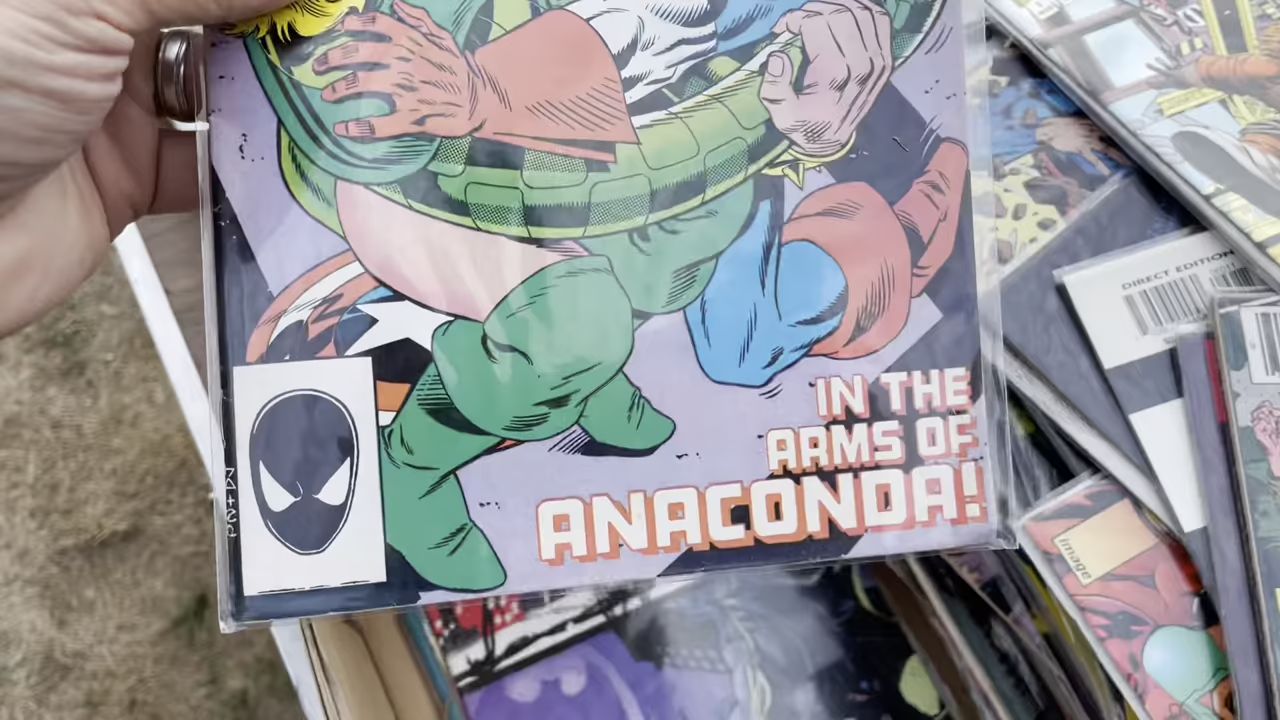 DIRECT EDITION
IN THE
ARMS OF
ANACONDA!
image